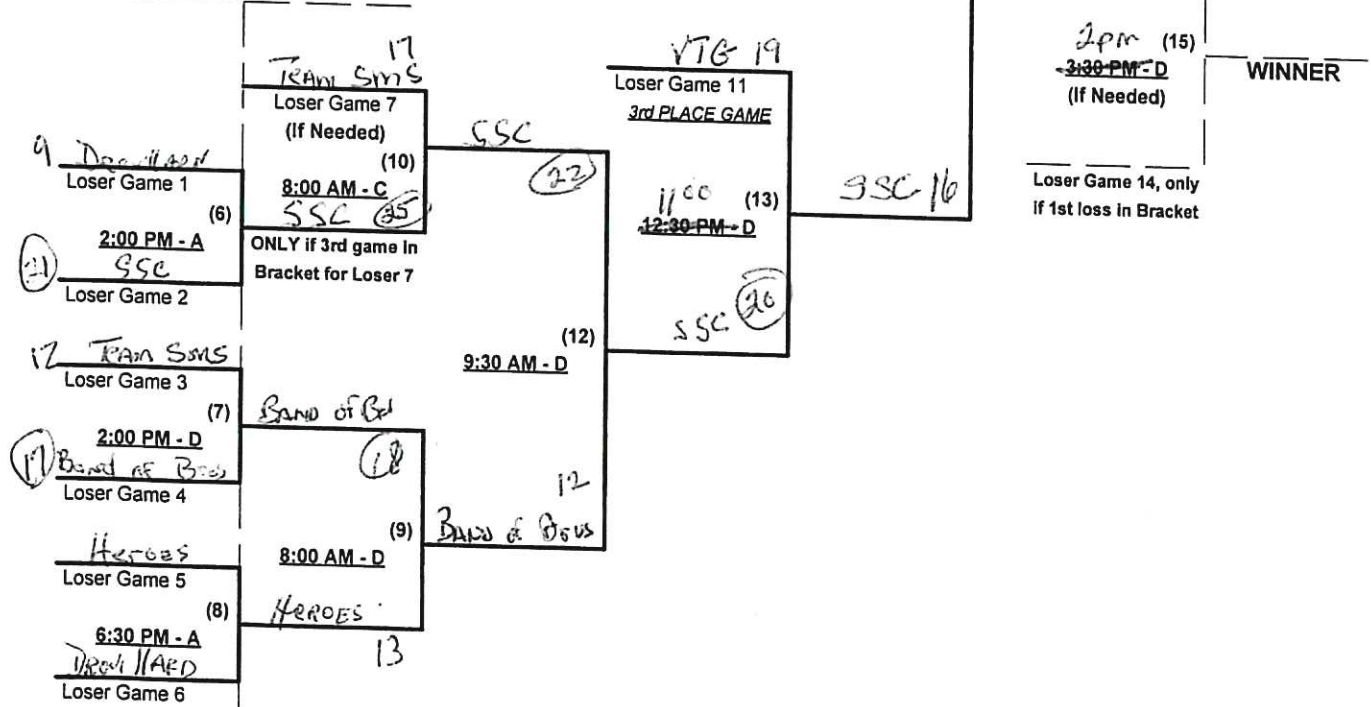 17
TEAM SIMS
Loser Game 7
(If Needed)
(10)
8:00 AM - C
SSC 25
ONLY if 3rd game in
Bracket for Loser 7
9 Drouillard
Loser Game 1
(6)
2:00 PM - A
21 SSC
Loser Game 2
12 TEAM SIMS
Loser Game 3
(7)
2:00 PM - D
17 BAND OF
Loser Game 4
Heroes
Loser Game 5
(8)
6:30 PM - A
DROUILLARD
Loser Game 6
BAND OF
18
(9)
8:00 AM - D
HEROES
13
SSC
22
(12)
9:30 AM - D
12
BAND of
VTG 19
Loser Game 11
3rd PLACE GAME
11 00 (13)
12:30 PM - D
SSC 20
SSC 16
2pm (15)
3:30 PM - D
(If Needed)
WINNER
Loser Game 14, only
if 1st loss in Bracket